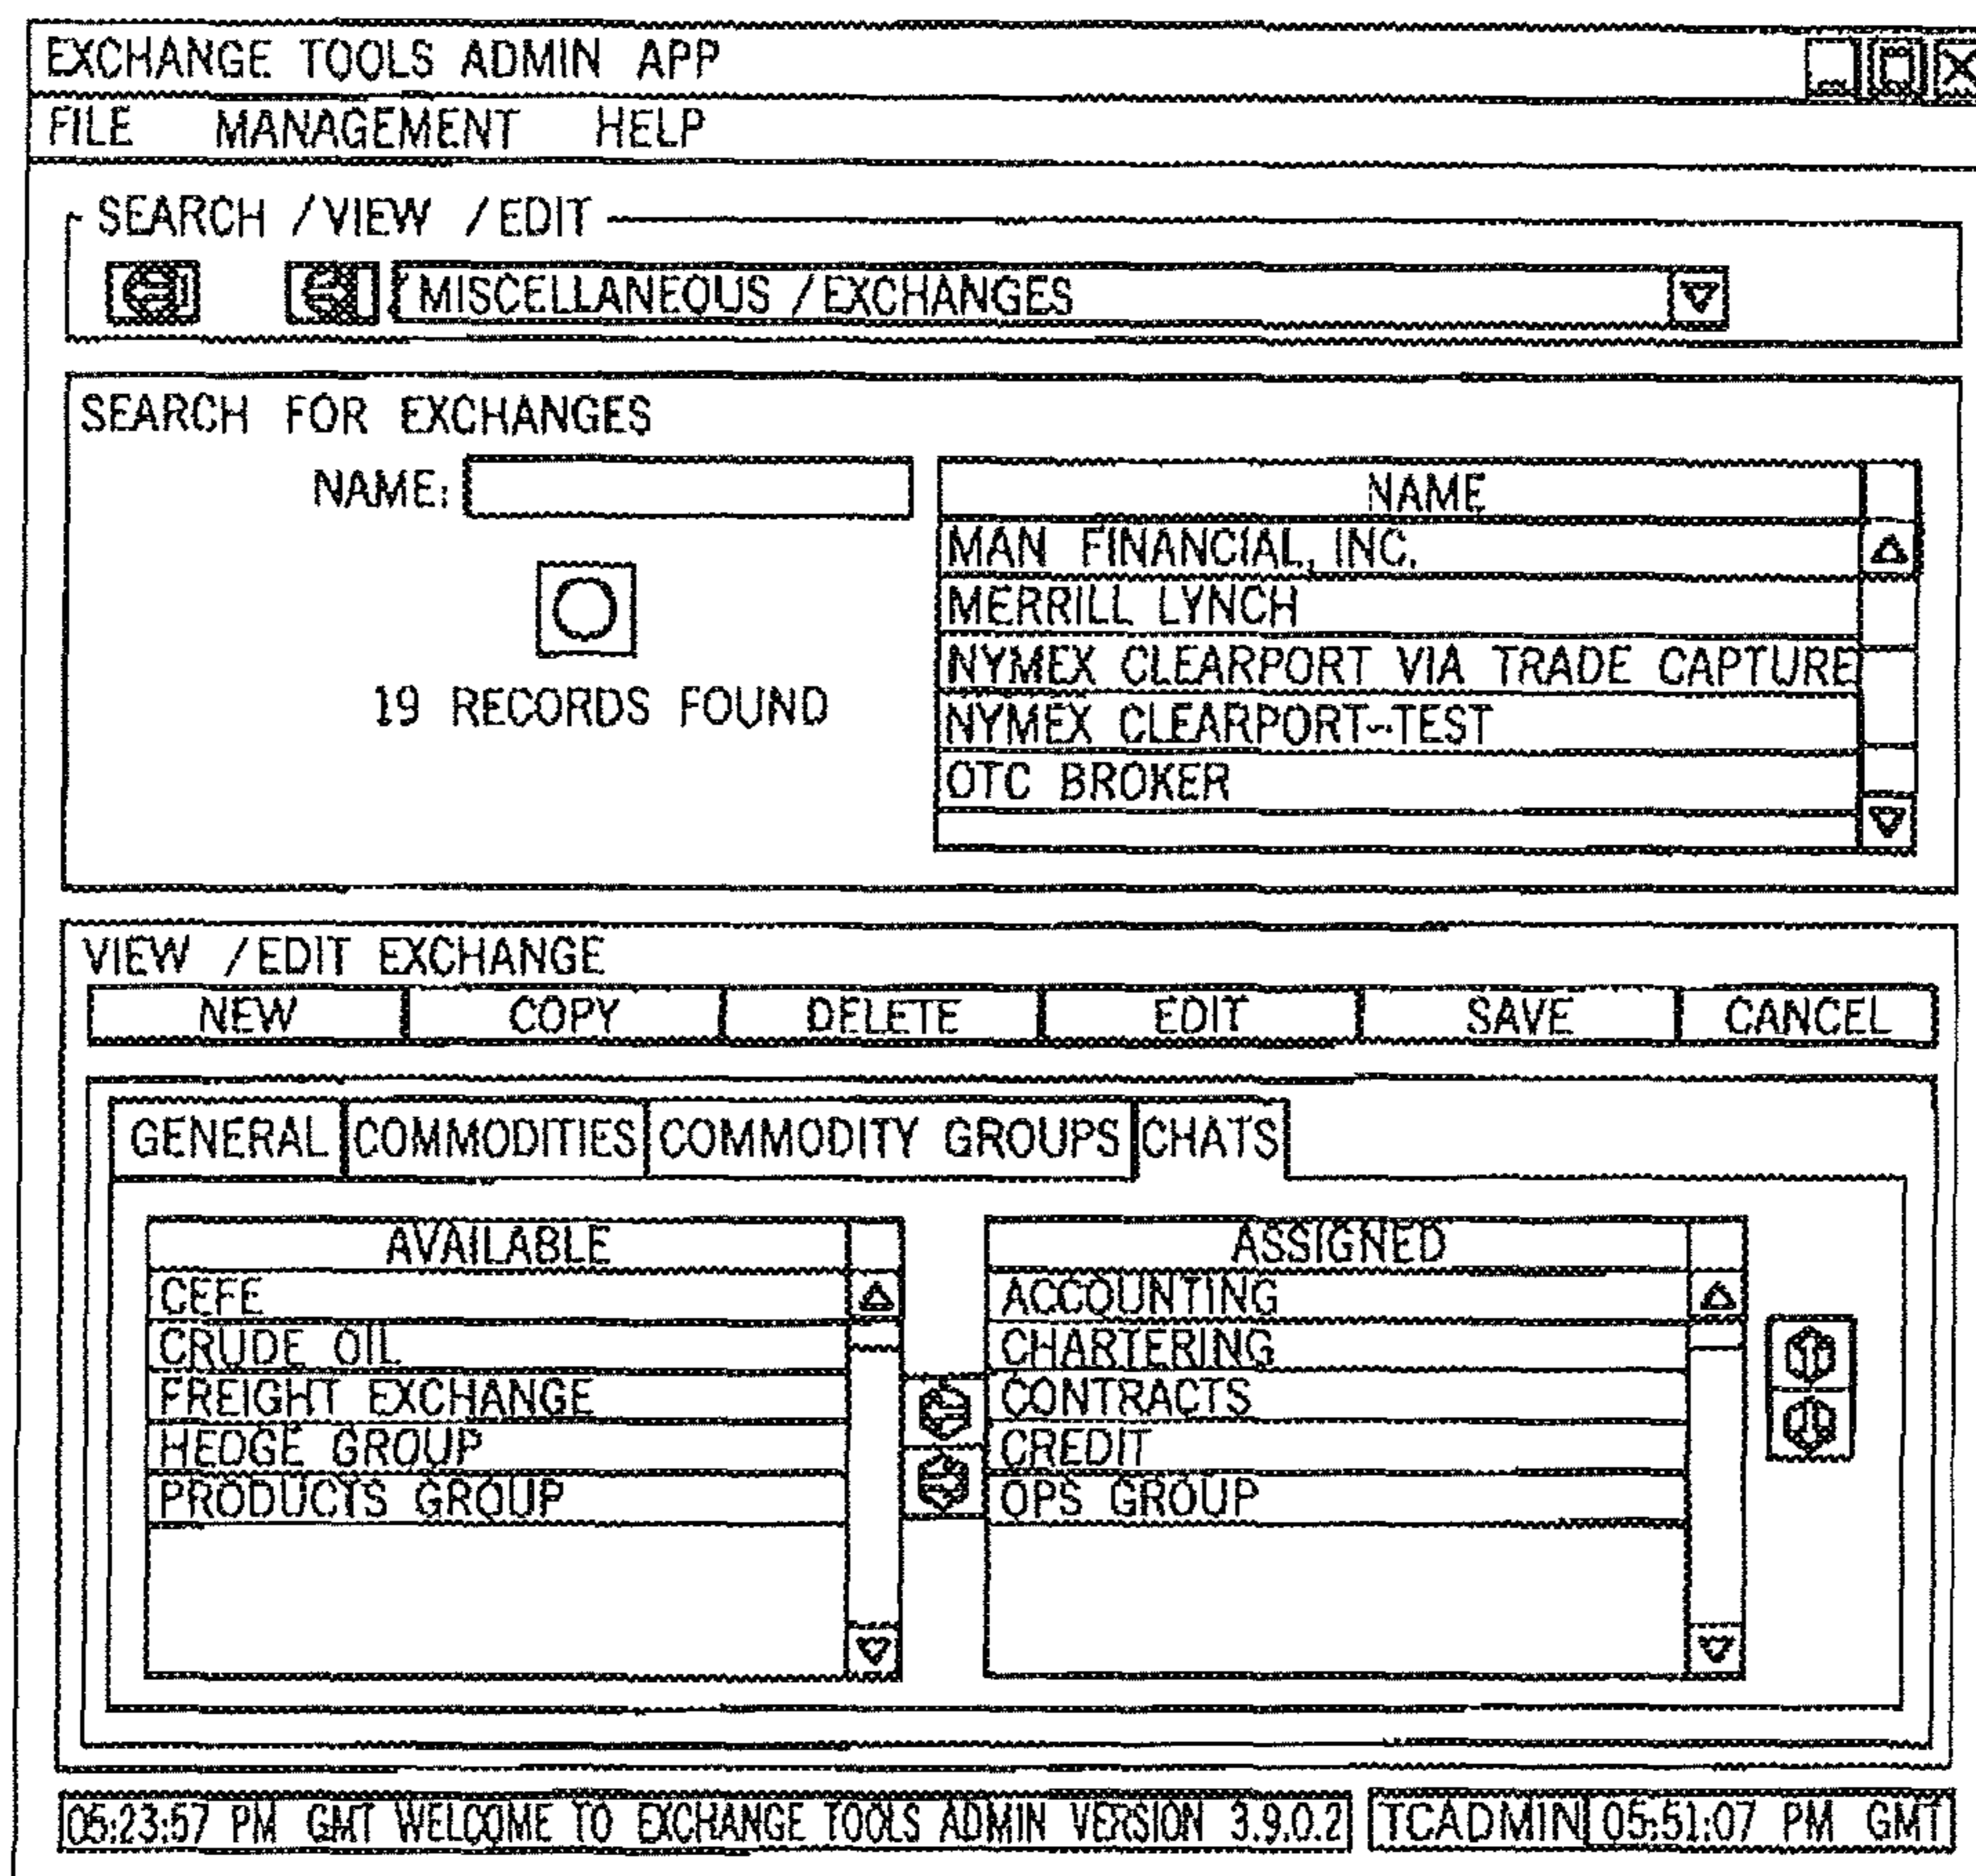 EXCHANGE TOOLS ADMIN APP
FILE MANAGEMENT HELP
SEARCH /VIEW /EDIT
MISCELLANEOUS /EXCHANGES
SEARCH FOR EXCHANGES
NAME:
19 RECORDS FOUND
NAME
MAN FINANCIAL, INC.
MERRILL LYNCH
NYMEX CLEARPORT VIA TRADE CAPTURE
NYMEX CLEARPORT--TEST
OTC BROKER
VIEW /EDIT EXCHANGE
NEW COPY DELETE EDIT SAVE CANCEL
GENERAL COMMODITIES COMMODITY GROUPS CHATS
AVAILABLE
CEFE
CRUDE OIL
FREIGHT EXCHANGE
HEDGE GROUP
PRODUCTS GROUP
ASSIGNED
ACCOUNTING
CHARTERING
CONTRACTS
CREDIT
OPS GROUP
05:23:57 PM GMT WELCOME TO EXCHANGE TOOLS ADMIN VERSION 3.9.0.2 TCADMIN 05:51:07 PM GMT